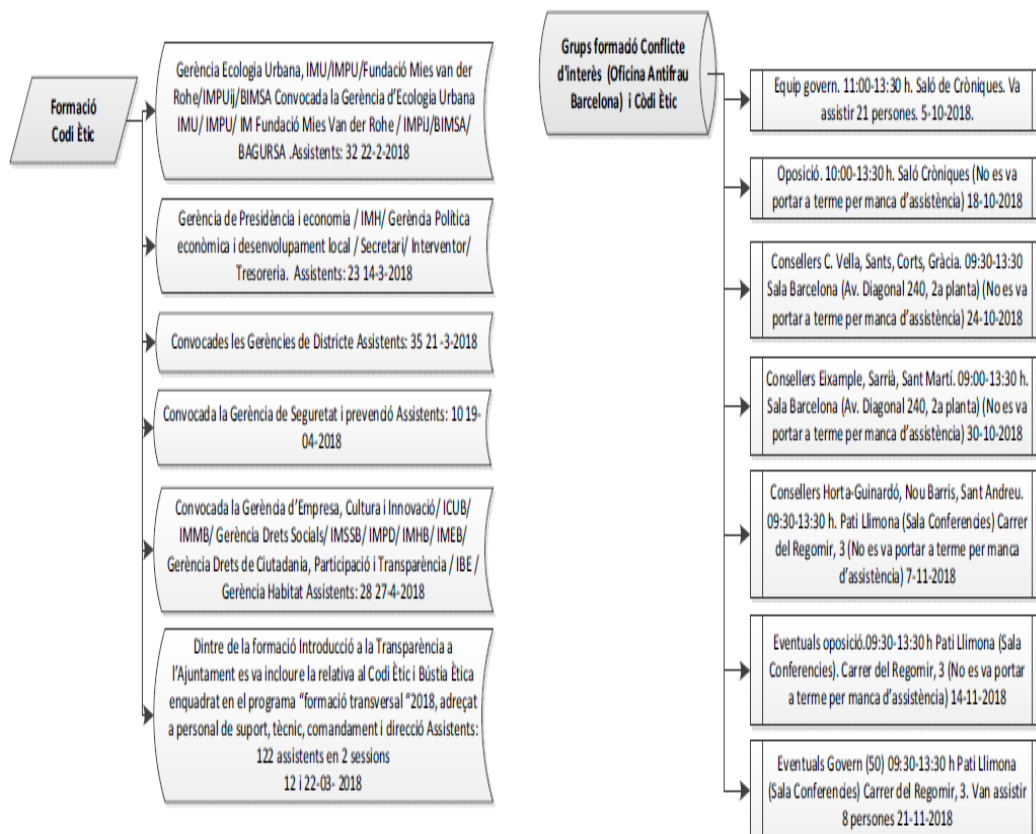 Formació
Codi Ètic
Gerència Ecologia Urbana, IMU/IMPU/Fundació Mies van der
Rohe/IMPUij/BIMSA Convocada la Gerència d'Ecologia Urbana
IMU/ IMPU/ IM Fundació Mies Van der Rohe / IMPiJ/BIMSA/
BAGURSA .Assistents: 32 22-2-2018
Gerència de Presidència i economia / IMH/ Gerència Política
econòmica i desenvolupament local / Secretari/ Interventor/
Tresoreria. Assistents: 23 14-3-2018
Convocades les Gerències de Districte Assistents: 35 21 -3-2018
Convocada la Gerència de Seguretat i prevenció Assistents: 10 19-
04-2018
Convocada la Gerència d'Empresa, Cultura i Innovació/ ICUB/
IMMB/ Gerència Drets Socials/ IMSSB/ IMPD/ IMHB/ IMEB/
Gerència Drets de Ciutadania, Participació i Transparència / IBE /
Gerència Habitat Assistents: 28 27-4-2018
Dintre de la formació Introducció a la Transparència a
l'Ajuntament es va incloure la relativa al Codi Ètic i Bústia Ètica
enquadrat en el programa "formació transversal "2018, adreçat
a personal de suport, tècnic, comandament i direcció Assistents:
122 assistents en 2 sessions
12 i 22-03- 2018
Grups formació Conflicte
d'interès (Oficina Antifrau
Barcelona) i Còdi Ètic
Equip govern. 11:00-13:30 h. Saló de Cròniques. Va
assistir 21 persones. 5-10-2018.
Oposició. 10:00-13:30 h. Saló Cròniques (No es va
portar a terme per manca d'assistència) 18-10-2018
Consellers C. Vella, Sants, Corts, Gràcia. 09:30-13:30
Sala Barcelona (Av. Diagonal 240, 2a planta) (No es va
portar a terme per manca d'assistència) 24-10-2018
Consellers Eixample, Sarrià, Sant Martí. 09:00-13:30 h.
Sala Barcelona (Av. Diagonal 240, 2a planta) (No es va
portar a terme per manca d'assistència) 30-10-2018
Consellers Horta-Guinardó, Nou Barris, Sant Andreu.
09:30-13:30 h. Pati Llimona (Sala Conferencies) Carrer
del Regomir, 3 (No es va portar a terme per manca
d'assistència) 7-11-2018
Eventuals oposició.09:30-13:30 h Pati Llimona (Sala
Conferencies). Carrer del Regomir, 3 (No es va portar
a terme per manca d'assistència) 14-11-2018
Eventuals Govern (50) 09:30-13:30 h Pati Llimona
(Sala Conferencies) Carrer del Regomir, 3. Van assistir
8 persones 21-11-2018